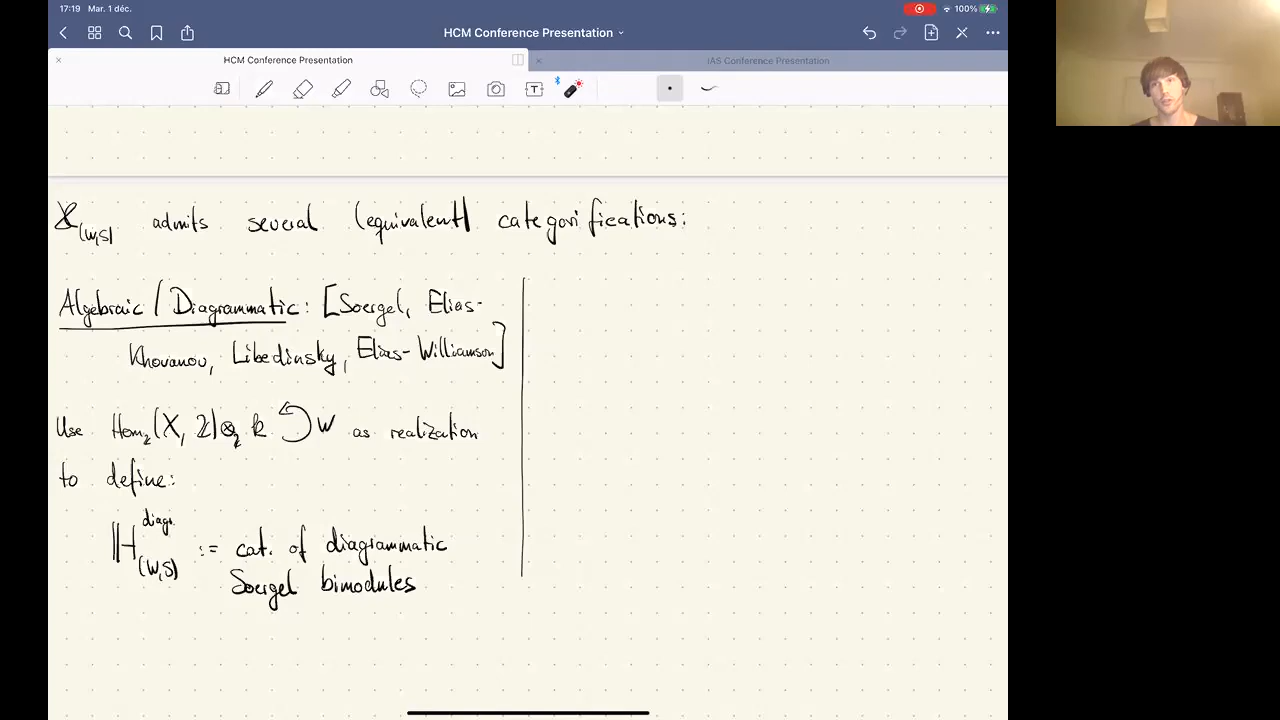 17:19 Mar. 1 déc.
100%
HCM Conference Presentation
HCM Conference Presentation
IAS Conference Presentation
ℋ(W,S) admits several (equivalent) categorifications:
Algebraic / Diagrammatic: [Soergel, Elias-
Khovanov, Libedinsky, Elias-Williamson]
Use Hom_ℤ(X, ℤ)⊗_ℤ k ↺ W as realization
to define:
ℍ^diagr._(W,S) := cat. of diagrammatic
Soergel bimodules